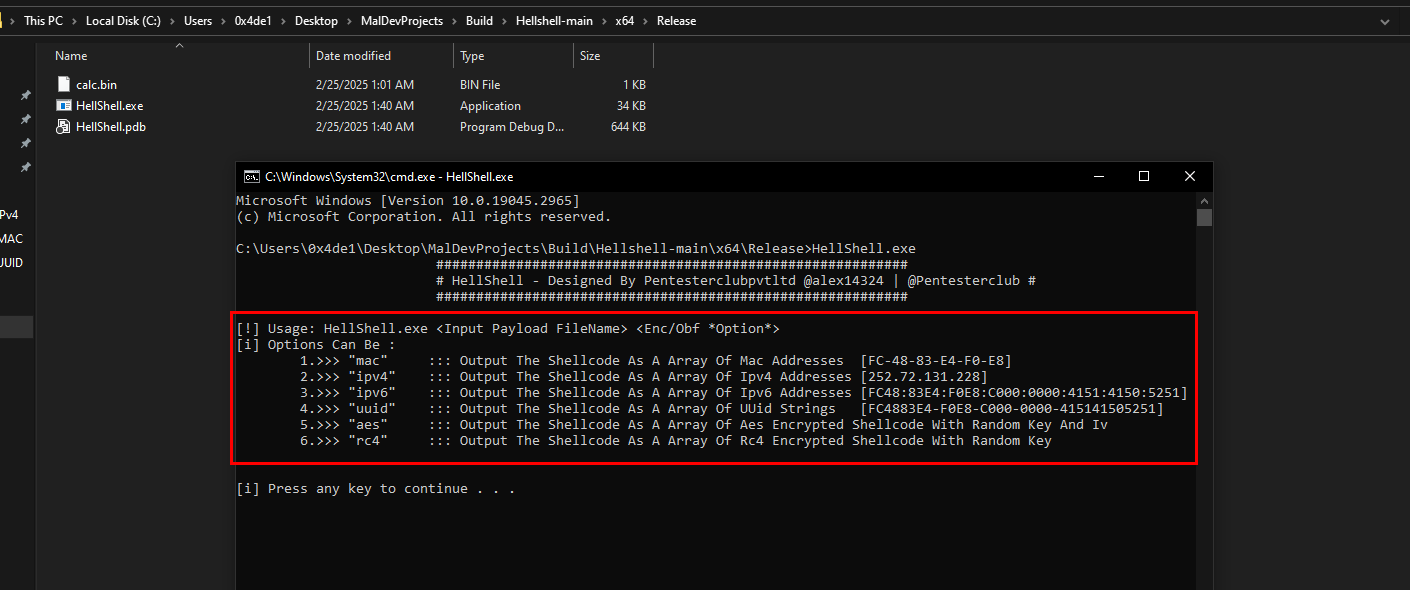 This PC > Local Disk (C:) > Users > 0x4de1 > Desktop > MalDevProjects > Build > Hellshell-main > x64 > Release
Name Date modified Type Size
calc.bin 2/25/2025 1:01 AM BIN File 1 KB
HellShell.exe 2/25/2025 1:40 AM Application 34 KB
HellShell.pdb 2/25/2025 1:40 AM Program Debug D... 644 KB
Pv4
MAC
UUID
C:\Windows\System32\cmd.exe - HellShell.exe
Microsoft Windows [Version 10.0.19045.2965]
(c) Microsoft Corporation. All rights reserved.
C:\Users\0x4de1\Desktop\MalDevProjects\Build\Hellshell-main\x64\Release>HellShell.exe
###########################################################
# HellShell - Designed By Pentesterclubpvtltd @alex14324 | @Pentesterclub #
###########################################################
[!] Usage: HellShell.exe <Input Payload FileName> <Enc/Obf *Option*>
[i] Options Can Be :
1.>>> "mac" ::: Output The Shellcode As A Array Of Mac Addresses [FC-48-83-E4-F0-E8]
2.>>> "ipv4" ::: Output The Shellcode As A Array Of Ipv4 Addresses [252.72.131.228]
3.>>> "ipv6" ::: Output The Shellcode As A Array Of Ipv6 Addresses [FC48:83E4:F0E8:C000:0000:4151:4150:5251]
4.>>> "uuid" ::: Output The Shellcode As A Array Of UUid Strings [FC4883E4-F0E8-C000-0000-415141505251]
5.>>> "aes" ::: Output The Shellcode As A Array Of Aes Encrypted Shellcode With Random Key And Iv
6.>>> "rc4" ::: Output The Shellcode As A Array Of Rc4 Encrypted Shellcode With Random Key
[i] Press any key to continue . . .